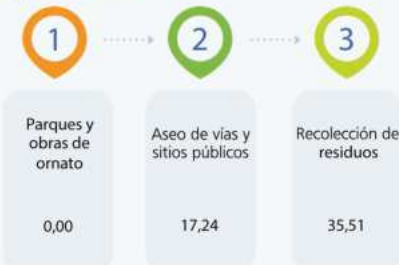 1
2
3
Parques y
obras de
ornato
0,00
Aseo de vías y
sitios públicos
17,24
Recolección de
residuos
35,51